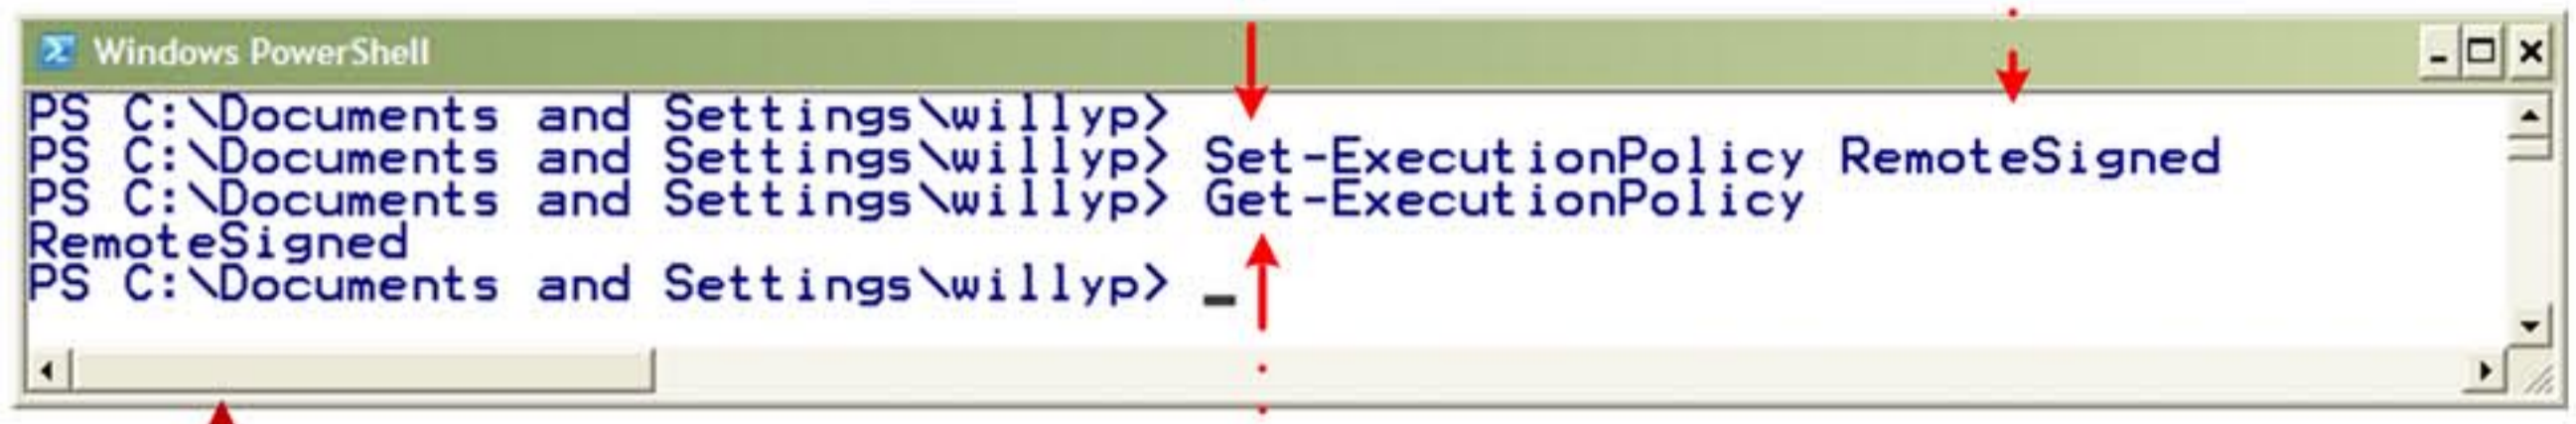 Windows PowerShell
PS C:\Documents and Settings\willyp>
PS C:\Documents and Settings\willyp> Set-ExecutionPolicy RemoteSigned
PS C:\Documents and Settings\willyp> Get-ExecutionPolicy
RemoteSigned
PS C:\Documents and Settings\willyp> _